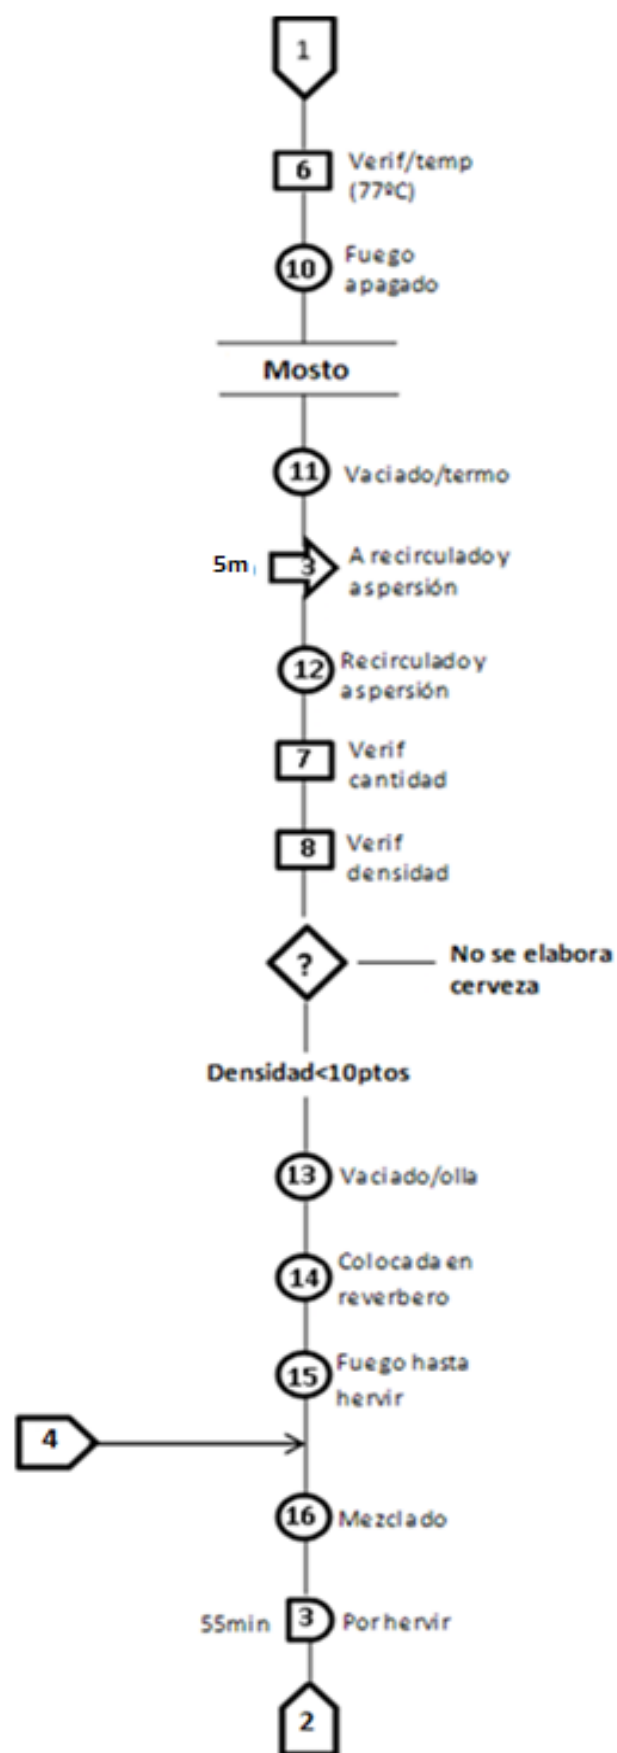 1
6
Verif/temp
(77ºC)
10
Fuego
apagado
Mosto
11
Vaciado/termo
5m
3
A recirculado y
aspersión
12
Recirculado y
aspersión
7
Verif
cantidad
8
Verif
densidad
?
No se elabora
cerveza
Densidad<10ptos
13
Vaciado/olla
14
Colocada en
reverbero
15
Fuego hasta
hervir
4
16
Mezclado
55min
3
Por hervir
2